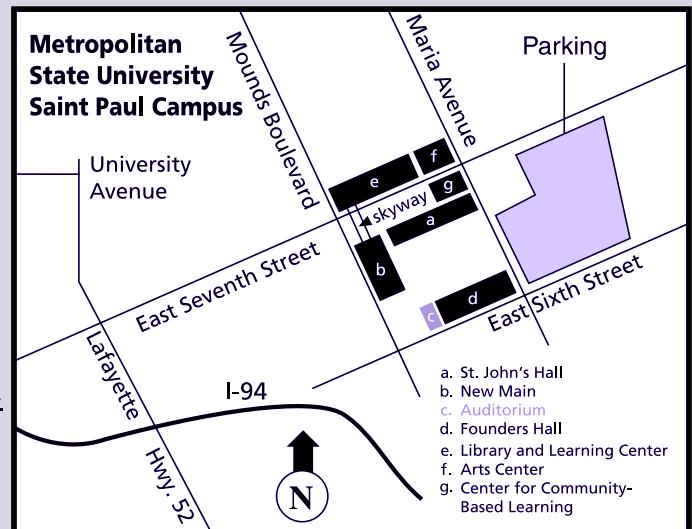 Metropolitan
State University
Saint Paul Campus
Mounds Boulevard
Maria Avenue
Parking
University
Avenue
f
e
g
skyway
a
b
East Seventh Street
d
c
East Sixth Street
Lafayette
I-94
Hwy. 52
N
a. St. John's Hall
b. New Main
c. Auditorium
d. Founders Hall
e. Library and Learning Center
f. Arts Center
g. Center for Community-
Based Learning